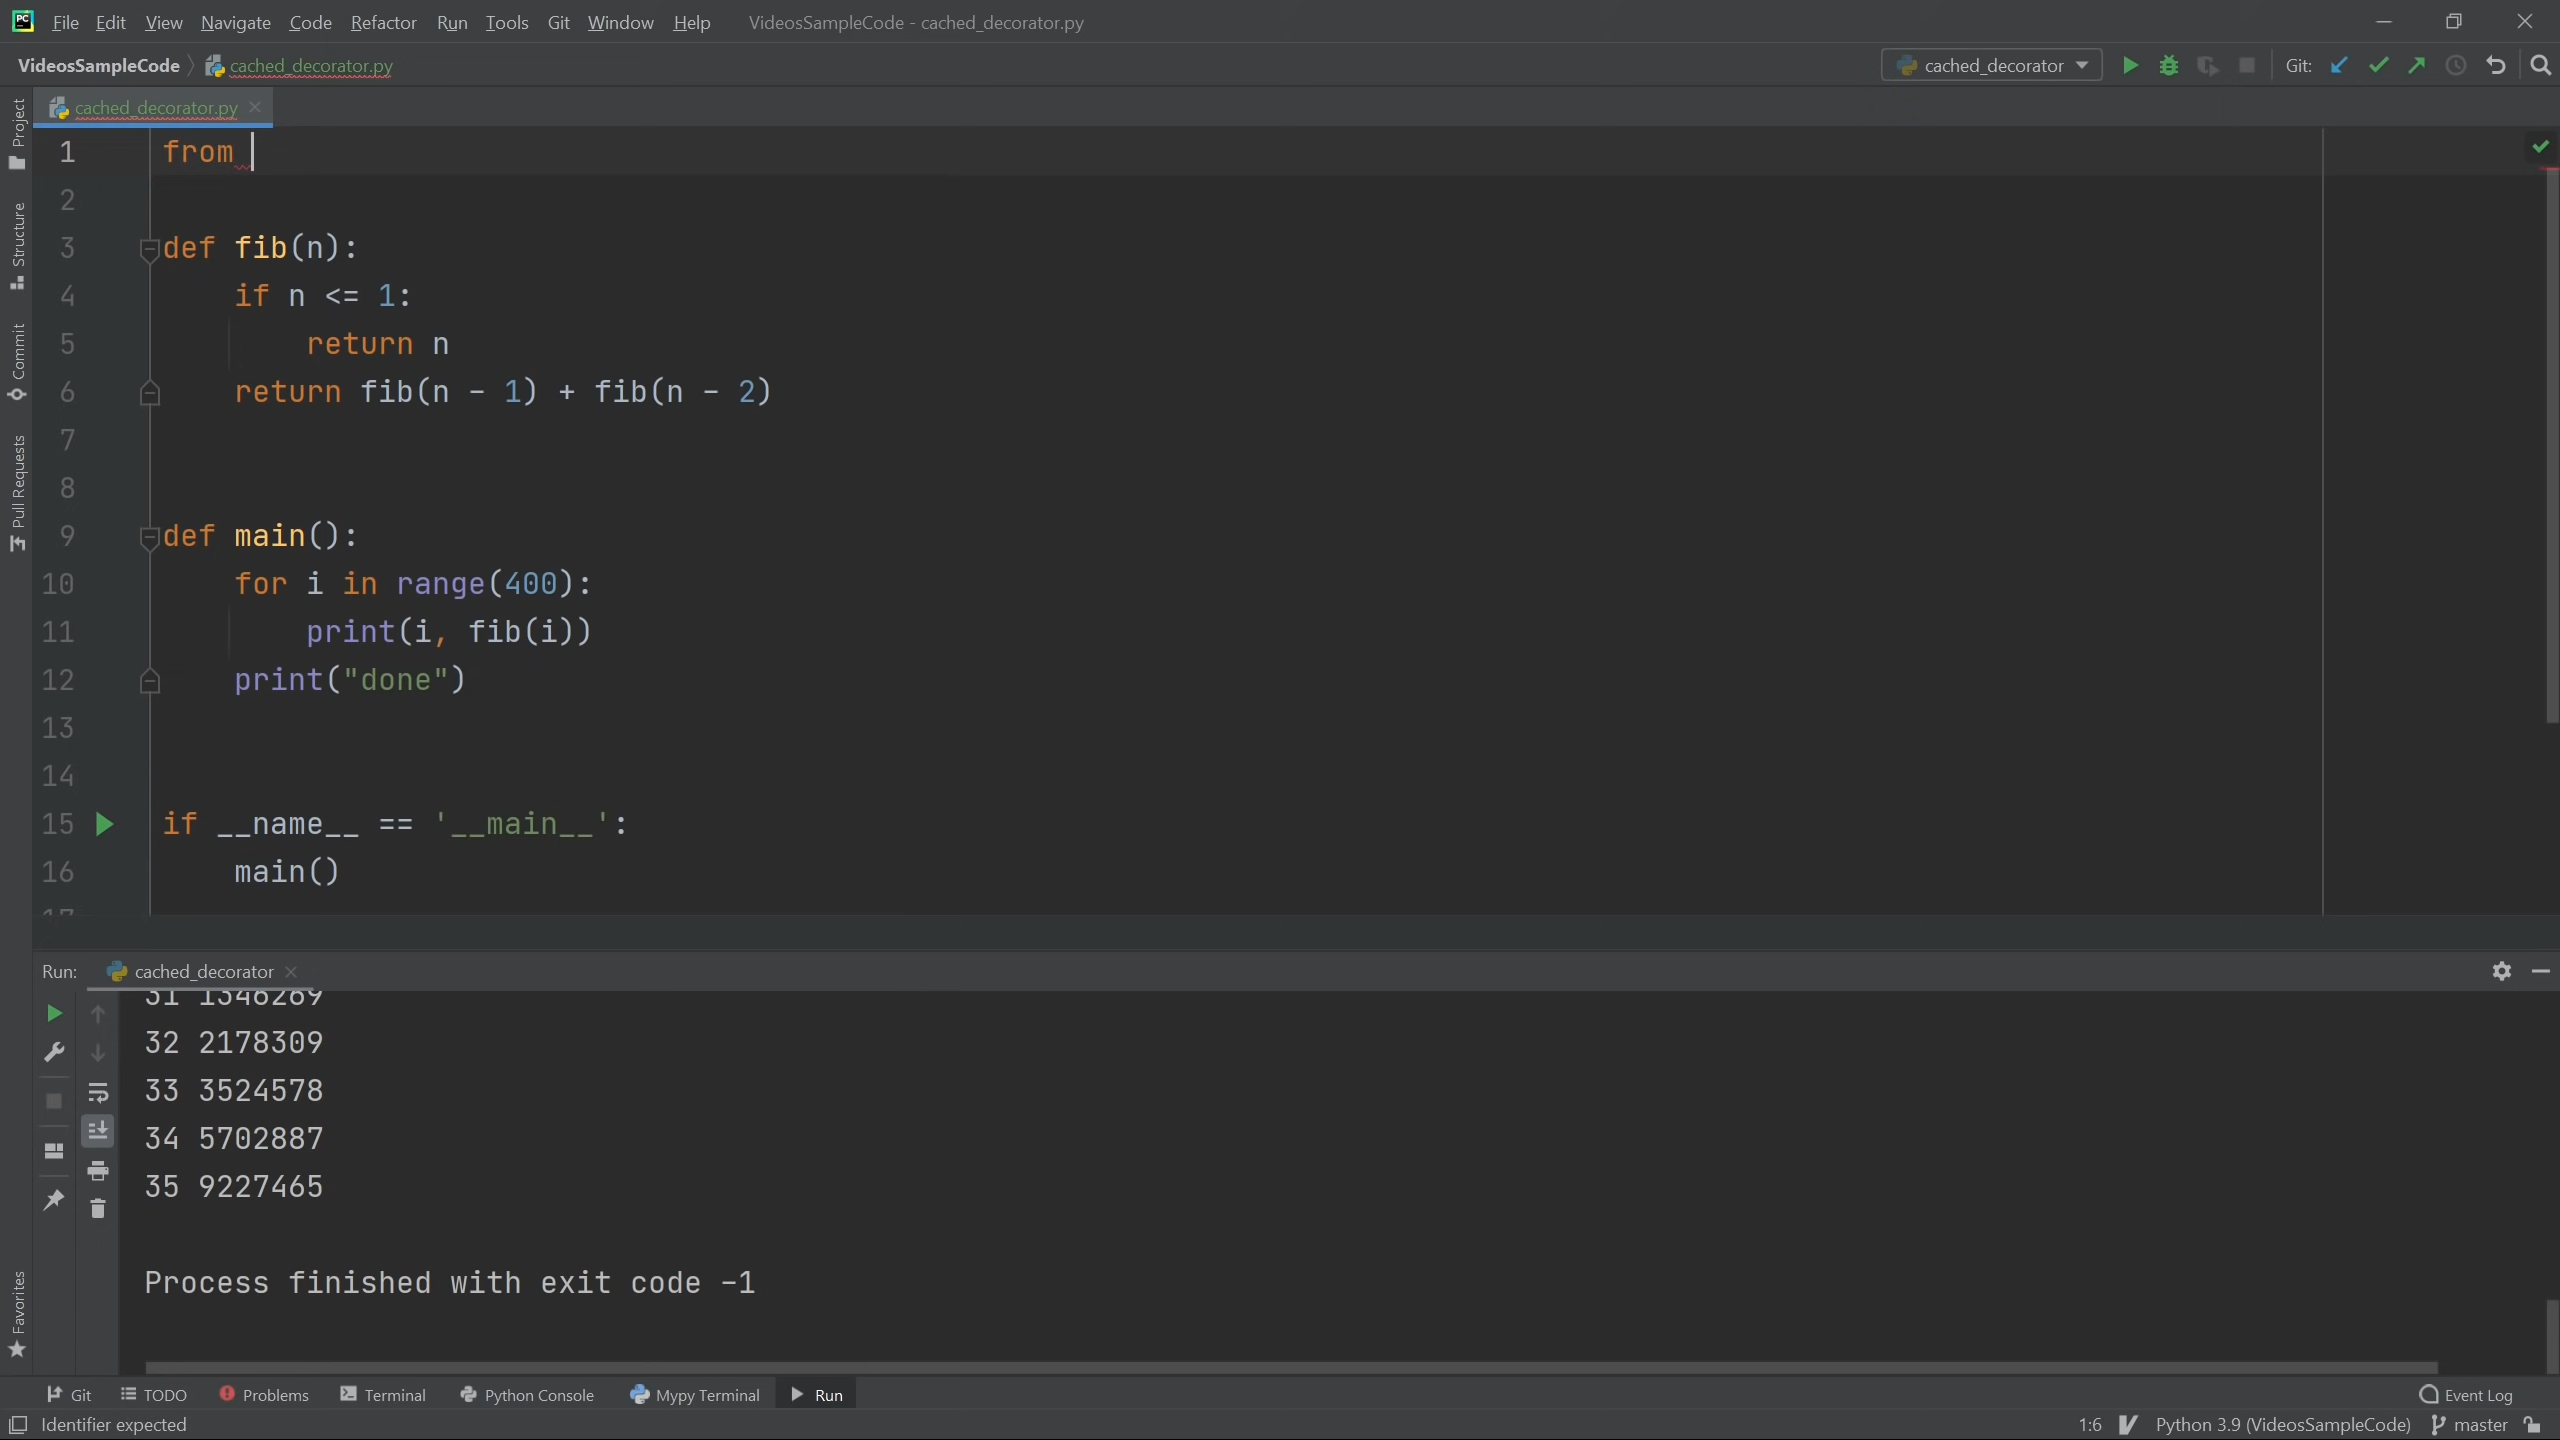 PC File Edit View Navigate Code Refactor Run Tools Git Window Help VideosSampleCode - cached_decorator.py
VideosSampleCode cached_decorator.py cached_decorator Git:
cached_decorator.py
Project
Structure
Commit
Pull Requests
Favorites
1 from
2
3 def fib(n):
4 if n <= 1:
5 return n
6 return fib(n - 1) + fib(n - 2)
7
8
9 def main():
10 for i in range(400):
11 print(i, fib(i))
12 print("done")
13
14
15 if __name__ == '__main__':
16 main()
17
Run: cached_decorator
31 1346269
32 2178309
33 3524578
34 5702887
35 9227465
Process finished with exit code -1
Git TODO Problems Terminal Python Console Mypy Terminal Run Event Log
Identifier expected 1:6 Python 3.9 (VideosSampleCode) master